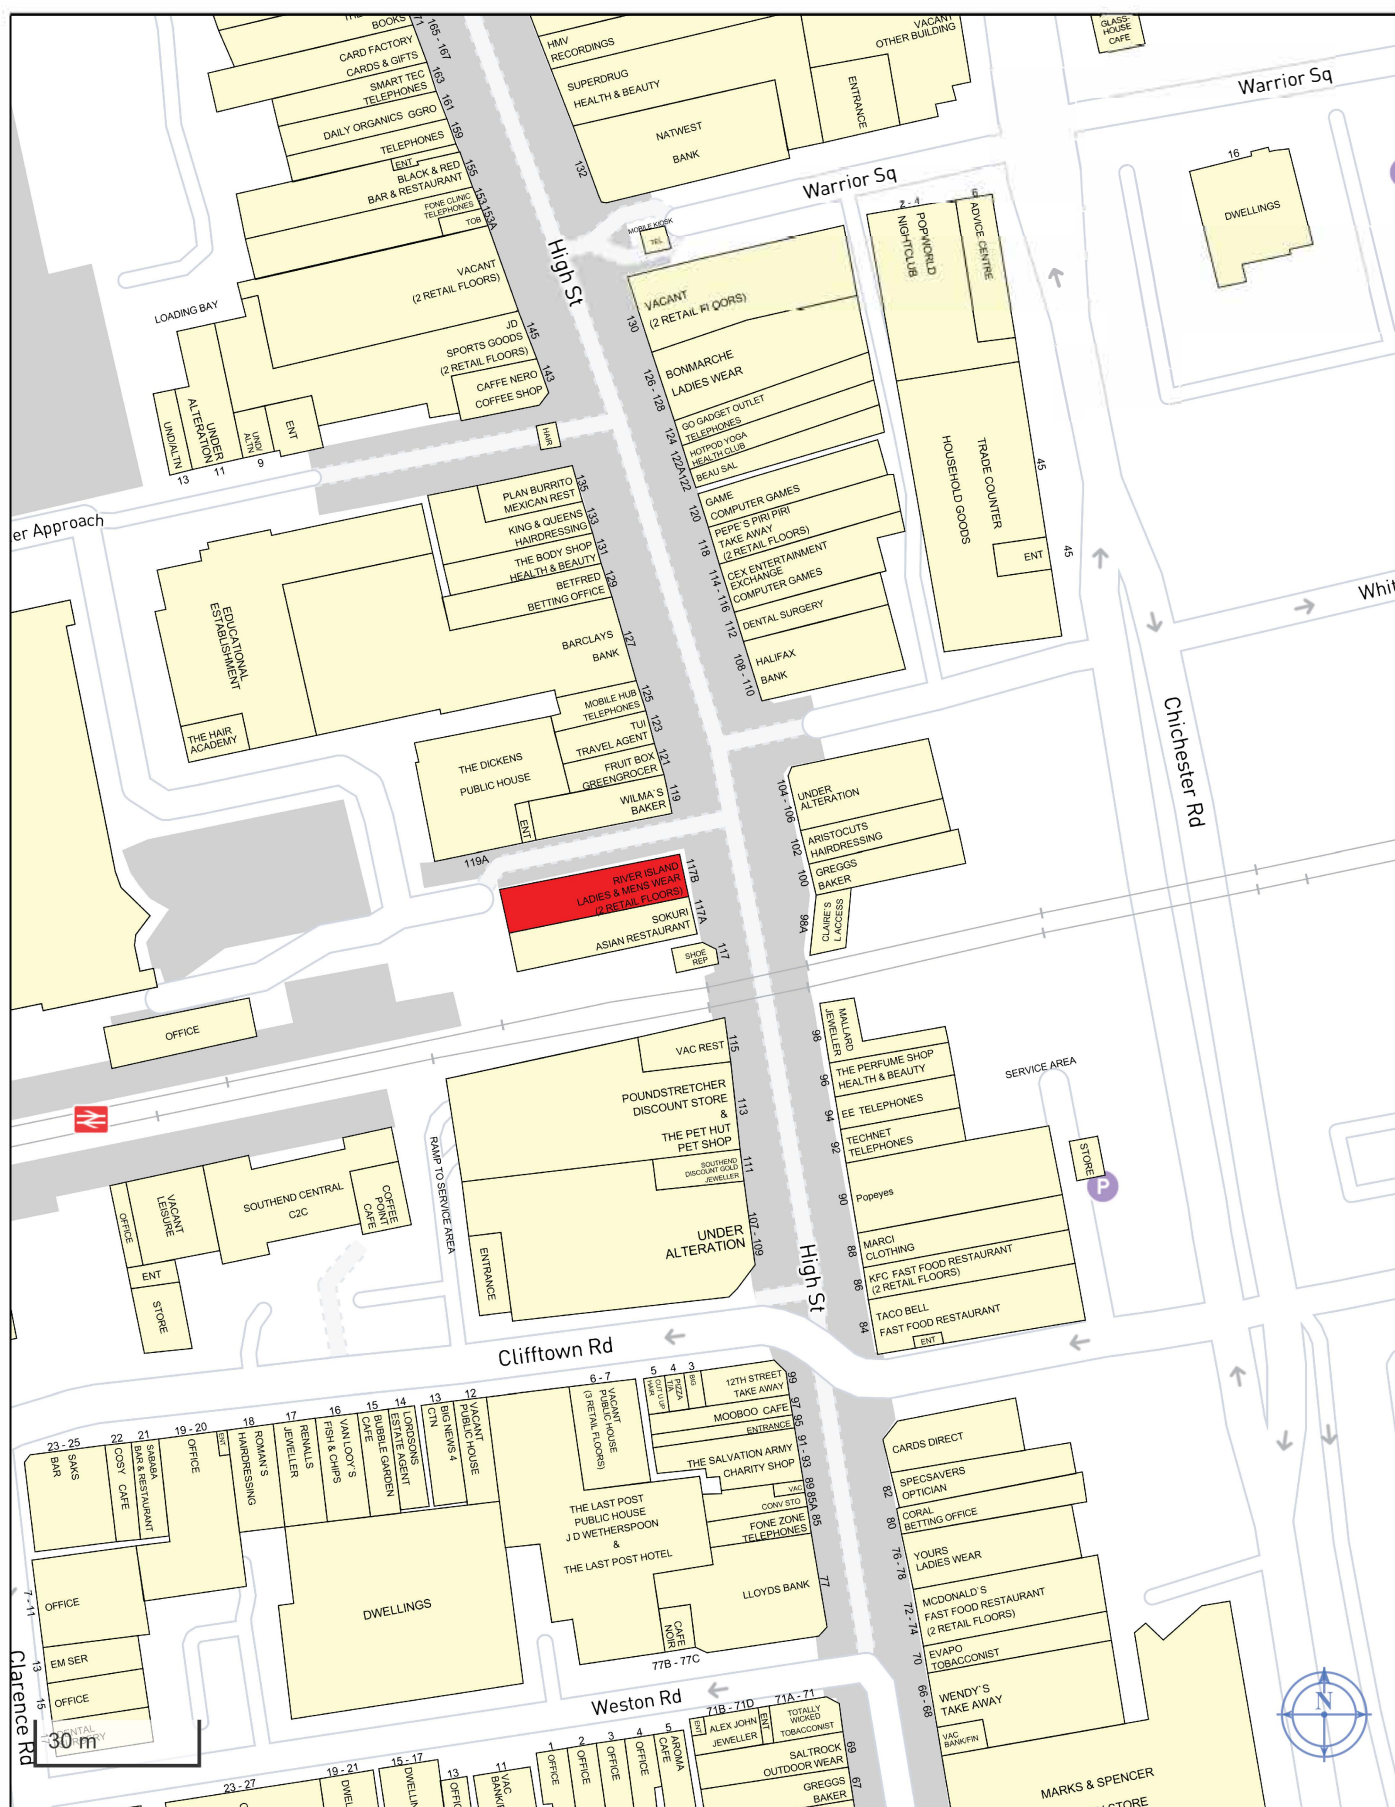 BOOKS
71
165 - 167
CARD FACTORY
CARDS & GIFTS
163
SMART TEC
TELEPHONES
161
DAILY ORGANICS GGRO
159
TELEPHONES
ENT
155
BLACK & RED
BAR & RESTAURANT
153
FONE CLINIC
TELEPHONES
153A
TOB
VACANT
(2 RETAIL FLOORS)
LOADING BAY
JD
SPORTS GOODS
(2 RETAIL FLOORS)
145
CAFFE NERO
COFFEE SHOP
143
UND/ALTN
13
UNDER
ALTERATION
11
UND/
ALTN
9
ENT
HAIR
HMV
RECORDINGS
SUPERDRUG
HEALTH & BEAUTY
NATWEST
BANK
132
VACANT
OTHER BUILDING
ENTRANCE
GLASS-
HOUSE
CAFE
Warrior Sq
Warrior Sq
16
DWELLINGS
MOBILE KIOSK
TEL
High St
VACANT
(2 RETAIL FLOORS)
130
BONMARCHE
LADIES WEAR
126 - 128
GO GADGET OUTLET
TELEPHONES
124
HOTPOD YOGA
HEALTH CLUB
122A
BEAU SAL
122
GAME
COMPUTER GAMES
120
PEPE`S PIRI PIRI
TAKE AWAY
(2 RETAIL FLOORS)
118
CEX ENTERTAINMENT
EXCHANGE
COMPUTER GAMES
114 - 116
DENTAL SURGERY
112
HALIFAX
BANK
108 - 110
2 - 4
POPWORLD
NIGHTCLUB
6
ADVICE CENTRE
TRADE COUNTER
HOUSEHOLD GOODS
45
ENT
45
Whit
Chichester Rd
er Approach
PLAN BURRITO
MEXICAN REST
135
KING & QUEENS
HAIRDRESSING
133
THE BODY SHOP
HEALTH & BEAUTY
131
BETFRED
BETTING OFFICE
129
BARCLAYS
BANK
127
EDUCATIONAL
ESTABLISHMENT
THE HAIR
ACADEMY
MOBILE HUB
TELEPHONES
125
TUI
TRAVEL AGENT
123
FRUIT BOX
GREENGROCER
121
WILMA`S
BAKER
119
THE DICKENS
PUBLIC HOUSE
ENT
119A
RIVER ISLAND
LADIES & MENS WEAR
(2 RETAIL FLOORS)
117B
SOKURI
ASIAN RESTAURANT
117A
SHOE
REP
117
UNDER
ALTERATION
104 - 106
ARISTOCUTS
HAIRDRESSING
102
GREGGS
BAKER
100
CLAIRE`S
L ACCESS
98A
OFFICE
VAC REST
115
POUNDSTRETCHER
DISCOUNT STORE
&
THE PET HUT
PET SHOP
113
SOUTHEND
DISCOUNT GOLD
JEWELLER
111
UNDER
ALTERATION
107 - 109
ENTRANCE
RAMP TO SERVICE AREA
MALLARD
JEWELLER
98
THE PERFUME SHOP
HEALTH & BEAUTY
96
EE TELEPHONES
94
TECHNET
TELEPHONES
92
Popeyes
90
MARCI
CLOTHING
88
KFC FAST FOOD RESTAURANT
(2 RETAIL FLOORS)
86
TACO BELL
FAST FOOD RESTAURANT
84
ENT
SERVICE AREA
STORE
P
High St
OFFICE
VACANT
LEISURE
SOUTHEND CENTRAL
C2C
COFFEE
POINT
CAFE
ENT
STORE
Clifftown Rd
23 - 25
SAKS
BAR
22
COSY CAFE
21
SABABA
BAR & RESTAURANT
19 - 20
OFFICE
ENT
18
ROMAN`S
HAIRDRESSING
17
RENALLS
JEWELLER
16
VAN LOOY`S
FISH & CHIPS
15
BUBBLE GARDEN
CAFE
14
LORDSONS
ESTATE AGENT
13
BIG NEWS 4
CTN
12
VACANT
PUBLIC HOUSE
6 - 7
VACANT
PUBLIC HOUSE
(3 RETAIL FLOORS)
5
CUT U UP
HAIR
4
PIZZA
T/A
3
BIG
12TH STREET
TAKE AWAY
99
MOOBOO CAFE
97
ENTRANCE
95
THE SALVATION ARMY
CHARITY SHOP
91 - 93
VAC
89
CONV STO
85A
FONE ZONE
TELEPHONES
85
THE LAST POST
PUBLIC HOUSE
J D WETHERSPOON
&
THE LAST POST HOTEL
LLOYDS BANK
77
CAFE
NOIR
77B - 77C
DWELLINGS
7 - 11
OFFICE
13
EM SER
15
OFFICE
Clarence Rd
30 m
CARDS DIRECT
SPECSAVERS
OPTICIAN
82
CORAL
BETTING OFFICE
80
YOURS
LADIES WEAR
76 - 78
MCDONALD`S
FAST FOOD RESTAURANT
(2 RETAIL FLOORS)
72 - 74
EVAPO
TOBACCONIST
70
WENDY`S
TAKE AWAY
66 - 68
VAC
BANK/FIN
MARKS & SPENCER
STORE
N
Weston Rd
71B - 71D
71A - 71
ENT
ALEX JOHN
JEWELLER
ENT
TOTALLY
WICKED
TOBACCONIST
SALTROCK
OUTDOOR WEAR
69
GREGGS
BAKER
67
1
OFFICE
2
OFFICE
3
OFFICE
4
OFFICE
5
AROMA
CAFE
11
VAC
13
15 - 17
19 - 21
23 - 27